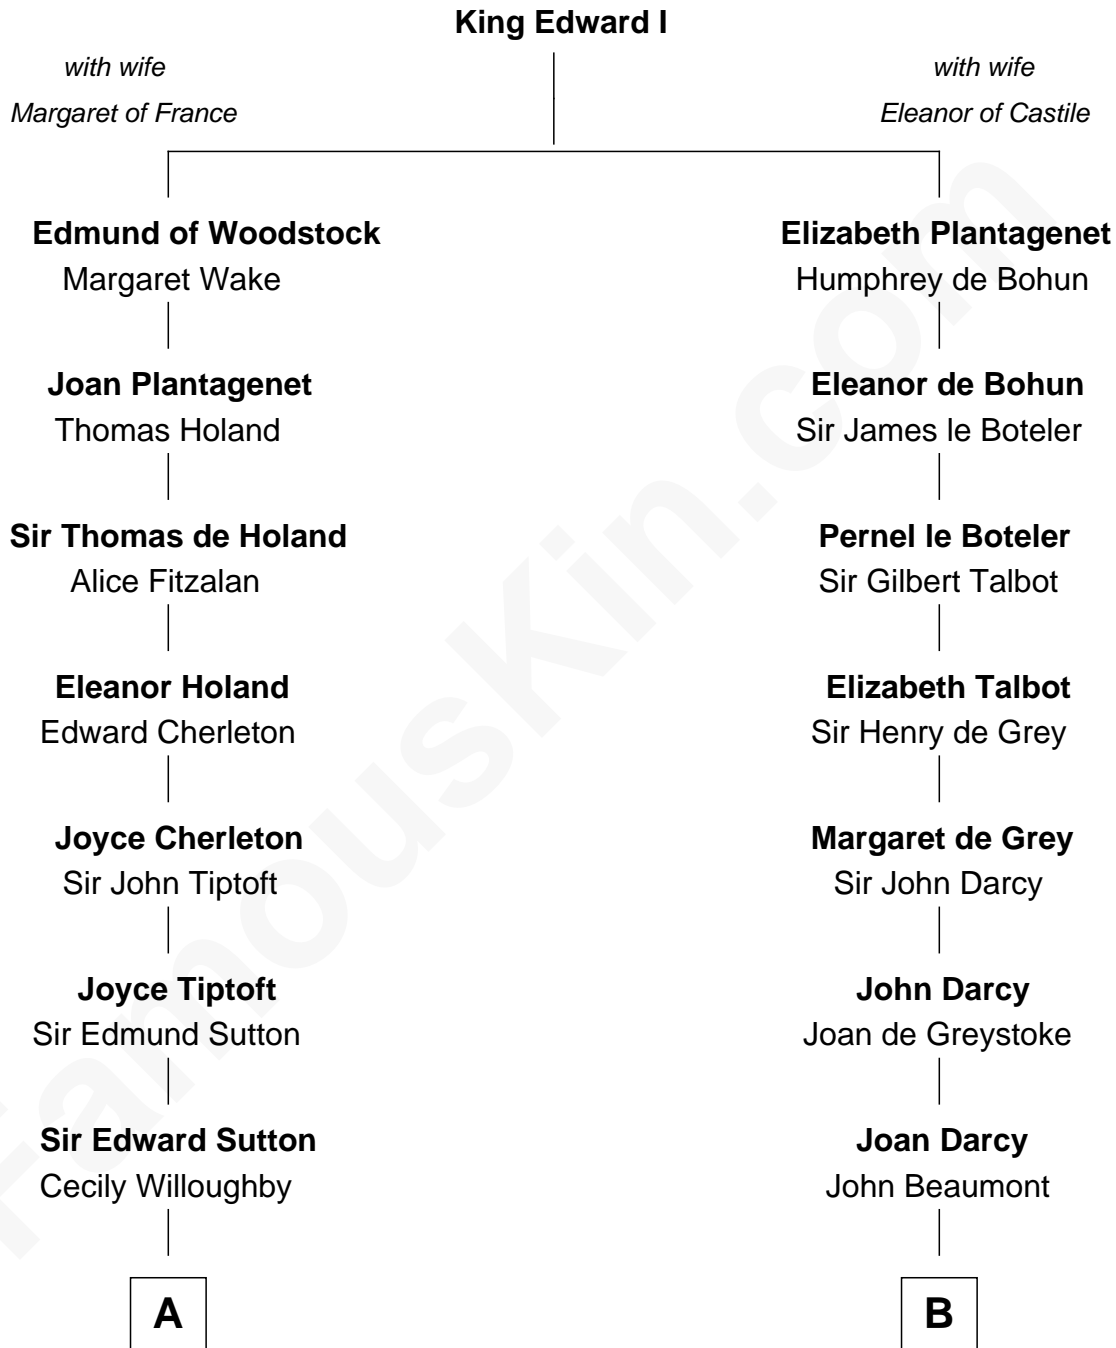 King Edward I
with wife
Margaret of France
with wife
Eleanor of Castile
Edmund of Woodstock
Margaret Wake
Elizabeth Plantagenet
Humphrey de Bohun
Joan Plantagenet
Thomas Holand
Eleanor de Bohun
Sir James le Boteler
Sir Thomas de Holand
Alice Fitzalan
Pernel le Boteler
Sir Gilbert Talbot
Eleanor Holand
Edward Cherleton
Elizabeth Talbot
Sir Henry de Grey
Joyce Cherleton
Sir John Tiptoft
Margaret de Grey
Sir John Darcy
Joyce Tiptoft
Sir Edmund Sutton
John Darcy
Joan de Greystoke
Sir Edward Sutton
Cecily Willoughby
Joan Darcy
John Beaumont
A
B
FamousKin.com